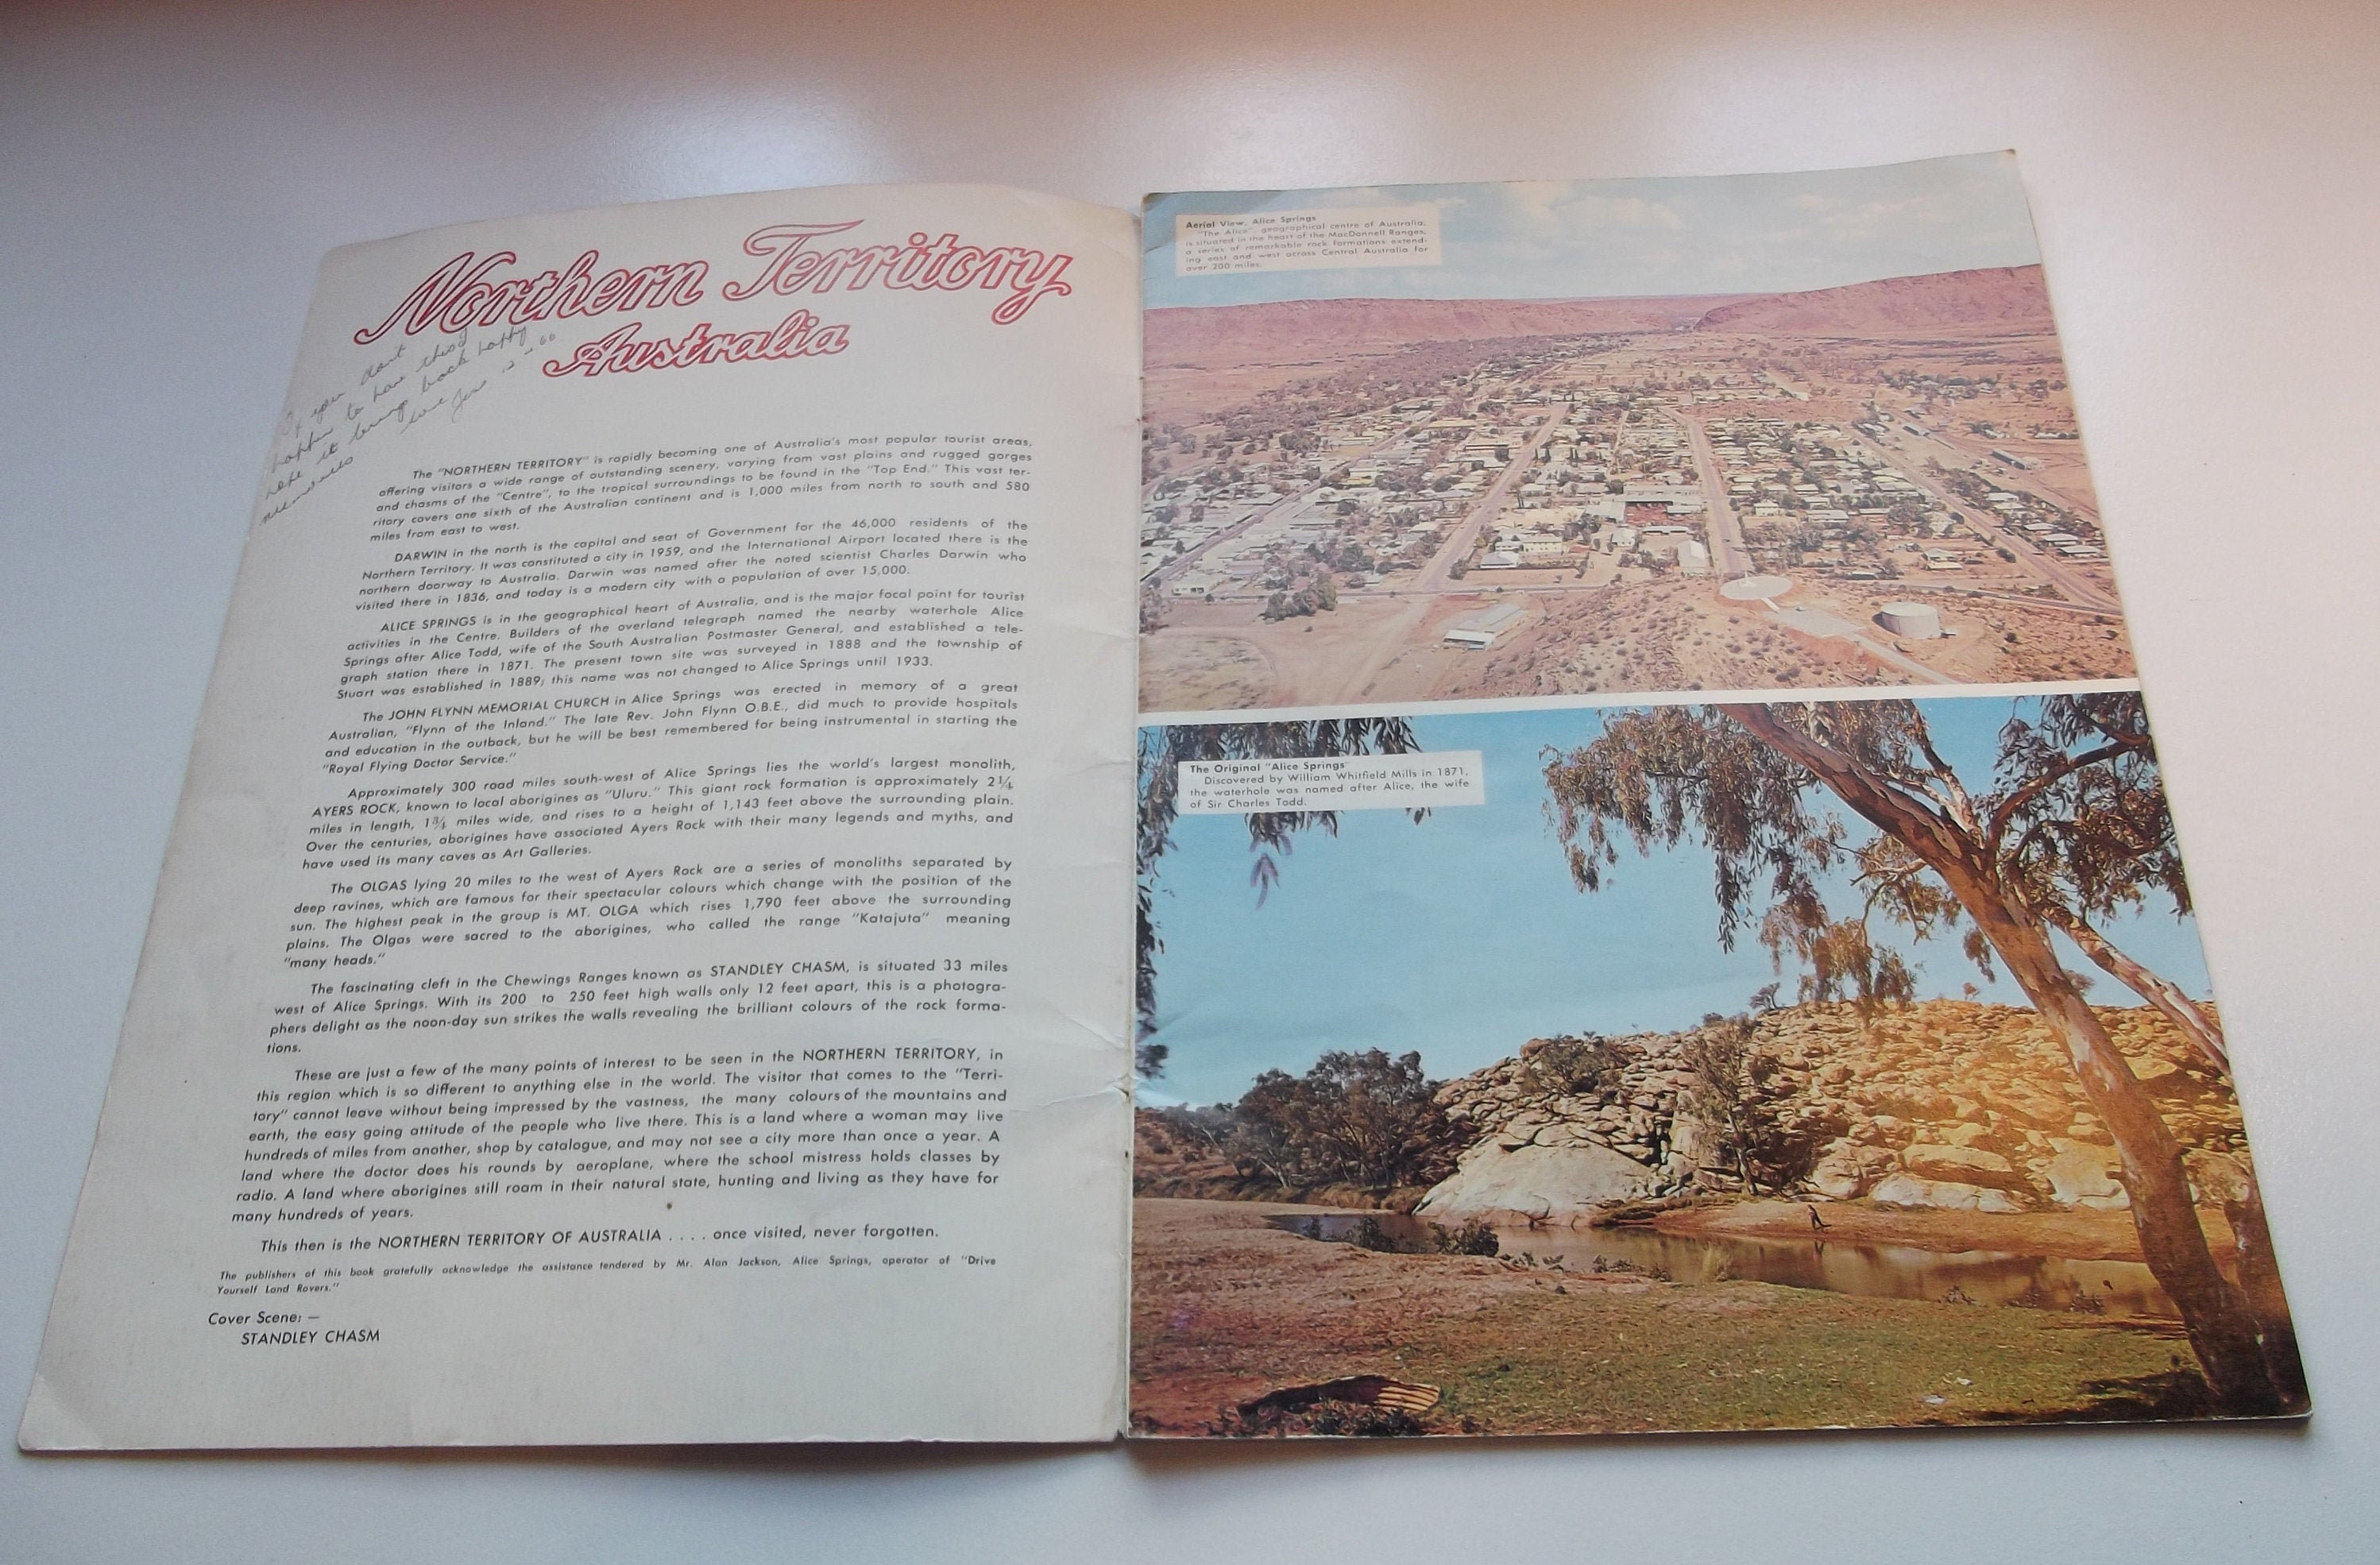 Northern Territory
Australia
If you don't
happen to have this
hope it brings back happy
memories
love
The "NORTHERN TERRITORY" is rapidly becoming one of Australia's most popular tourist areas,
offering visitors a wide range of outstanding scenery, varying from vast plains and rugged gorges
and chasms of the "Centre", to the tropical surroundings to be found in the "Top End." This vast ter-
ritory covers one sixth of the Australian continent and is 1,000 miles from north to south and 580
miles from east to west.
DARWIN in the north is the capital and seat of Government for the 46,000 residents of the
Northern Territory. It was constituted a city in 1959, and the International Airport located there is the
northern doorway to Australia. Darwin was named after the noted scientist Charles Darwin who
visited there in 1836, and today is a modern city with a population of over 15,000.
ALICE SPRINGS is in the geographical heart of Australia, and is the major focal point for tourist
activities in the Centre. Builders of the overland telegraph named the nearby waterhole Alice
Springs after Alice Todd, wife of the South Australian Postmaster General, and established a tele-
graph station there in 1871. The present town site was surveyed in 1888 and the township of
Stuart was established in 1889; this name was not changed to Alice Springs until 1933.
The JOHN FLYNN MEMORIAL CHURCH in Alice Springs was erected in memory of a great
Australian, "Flynn of the Inland." The late Rev. John Flynn O.B.E., did much to provide hospitals
and education in the outback, but he will be best remembered for being instrumental in starting the
"Royal Flying Doctor Service."
Approximately 300 road miles south-west of Alice Springs lies the world's largest monolith,
AYERS ROCK, known to local aborigines as "Uluru." This giant rock formation is approximately 2¼
miles in length, 1¾ miles wide, and rises to a height of 1,143 feet above the surrounding plain.
Over the centuries, aborigines have associated Ayers Rock with their many legends and myths, and
have used its many caves as Art Galleries.
The OLGAS lying 20 miles to the west of Ayers Rock are a series of monoliths separated by
deep ravines, which are famous for their spectacular colours which change with the position of the
sun. The highest peak in the group is MT. OLGA which rises 1,790 feet above the surrounding
plains. The Olgas were sacred to the aborigines, who called the range "Katajuta" meaning
"many heads."
The fascinating cleft in the Chewings Ranges known as STANDLEY CHASM, is situated 33 miles
west of Alice Springs. With its 200 to 250 feet high walls only 12 feet apart, this is a photogra-
phers delight as the noon-day sun strikes the walls revealing the brilliant colours of the rock forma-
tions.
These are just a few of the many points of interest to be seen in the NORTHERN TERRITORY, in
this region which is so different to anything else in the world. The visitor that comes to the "Terri-
tory" cannot leave without being impressed by the vastness, the many colours of the mountains and
earth, the easy going attitude of the people who live there. This is a land where a woman may live
hundreds of miles from another, shop by catalogue, and may not see a city more than once a year. A
land where the doctor does his rounds by aeroplane, where the school mistress holds classes by
radio. A land where aborigines still roam in their natural state, hunting and living as they have for
many hundreds of years.
This then is the NORTHERN TERRITORY OF AUSTRALIA . . . . once visited, never forgotten.
The publishers of this book gratefully acknowledge the assistance tendered by Mr. Alan Jackson, Alice Springs, operator of "Drive
Yourself Land Rovers."
Cover Scene: —
STANDLEY CHASM
Aerial View, Alice Springs
"The Alice", geographical centre of Australia,
is situated in the heart of the MacDonnell Ranges,
a series of remarkable rock formations extend-
ing east and west across Central Australia for
over 200 miles.
The Original "Alice Springs"
Discovered by William Whitfield Mills in 1871,
the waterhole was named after Alice, the wife
of Sir Charles Todd.